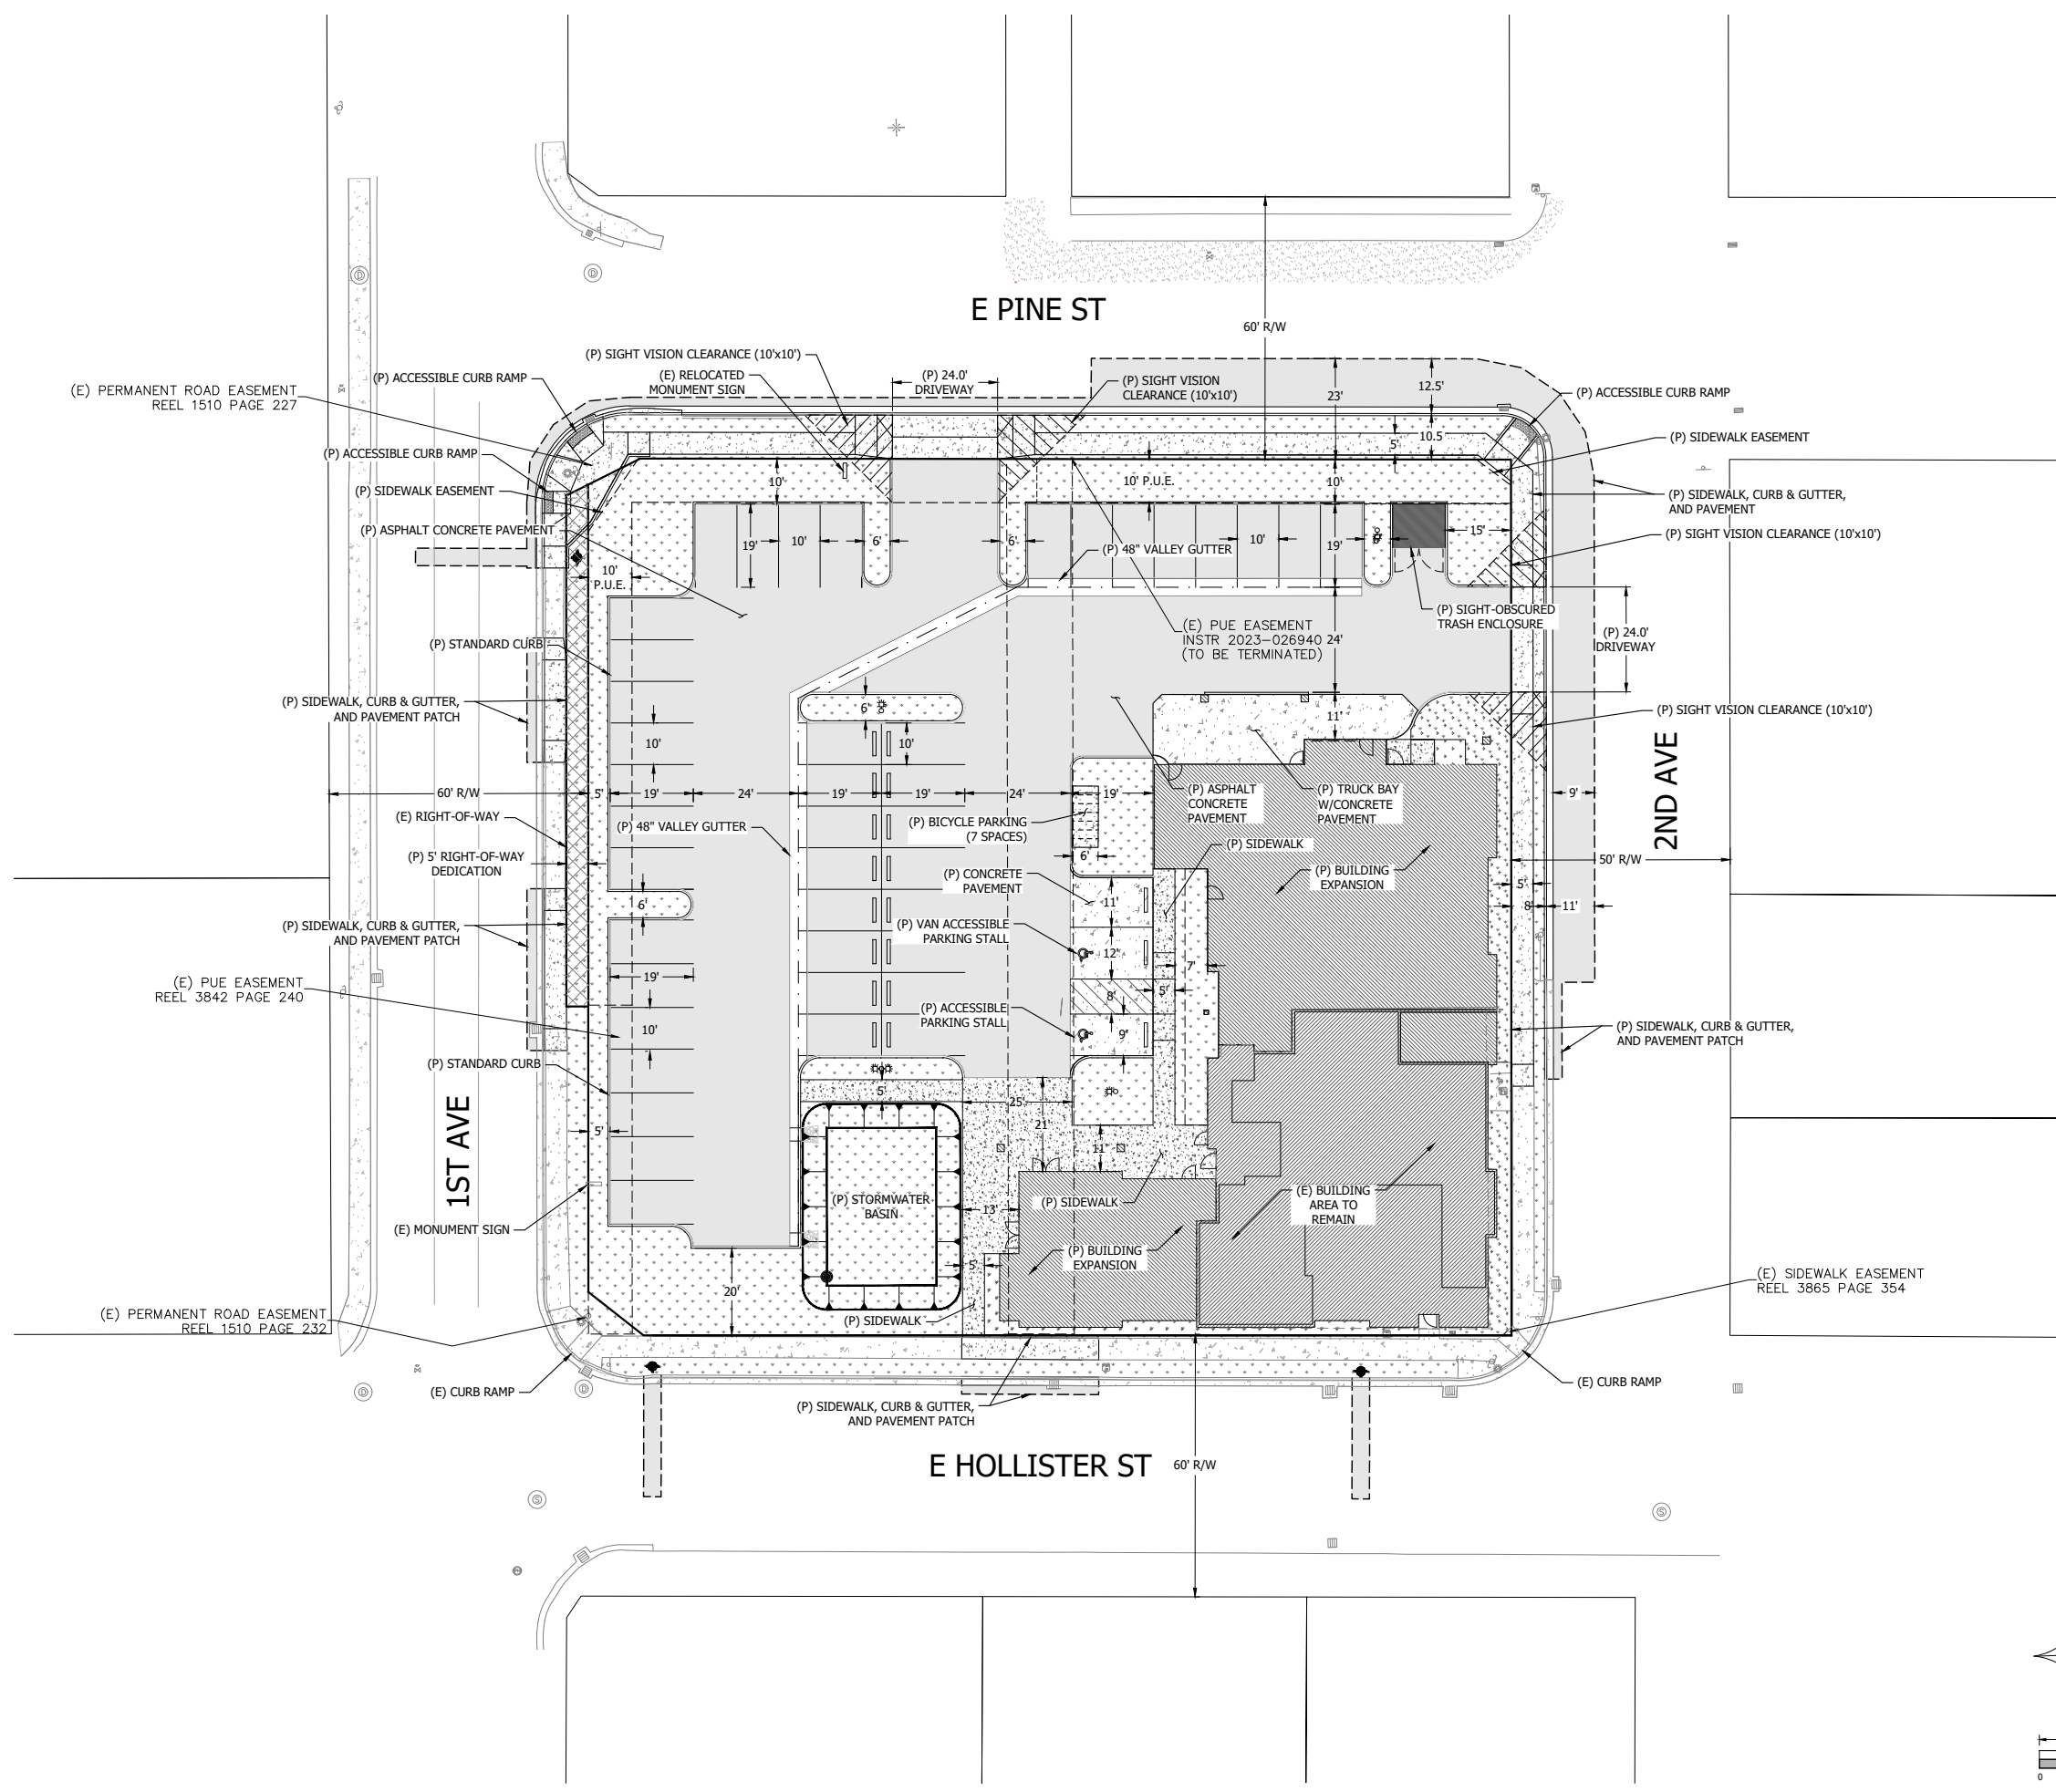 E PINE ST
60' R/W
(P) SIGHT VISION CLEARANCE (10'x10')
(E) RELOCATED
MONUMENT SIGN
(P) 24.0'
DRIVEWAY
(P) SIGHT VISION
CLEARANCE (10'x10')
23'
12.5'
10.5
5'
(P) ACCESSIBLE CURB RAMP
(E) PERMANENT ROAD EASEMENT
REEL 1510 PAGE 227
(P) ACCESSIBLE CURB RAMP
(P) ACCESSIBLE CURB RAMP
(P) SIDEWALK EASEMENT
(P) SIDEWALK EASEMENT
(P) ASPHALT CONCRETE PAVEMENT
10'
10' P.U.E.
10'
(P) SIDEWALK, CURB & GUTTER,
AND PAVEMENT
(P) SIGHT VISION CLEARANCE (10'x10')
19'
10'
6'
6'
10'
19'
15'
(P) 48" VALLEY GUTTER
10'
P.U.E.
(P) SIGHT-OBSCURED
TRASH ENCLOSURE
(E) PUE EASEMENT
INSTR 2023-026940
(TO BE TERMINATED)
24'
(P) 24.0'
DRIVEWAY
(P) STANDARD CURB
(P) SIDEWALK, CURB & GUTTER,
AND PAVEMENT PATCH
6'
11'
(P) SIGHT VISION CLEARANCE (10'x10')
10'
10'
2ND AVE
60' R/W
5'
19'
24'
19'
19'
24'
19'
9'
(P) ASPHALT
CONCRETE
PAVEMENT
(P) TRUCK BAY
W/CONCRETE
PAVEMENT
(E) RIGHT-OF-WAY
(P) 48" VALLEY GUTTER
(P) BICYCLE PARKING
(7 SPACES)
(P) SIDEWALK
(P) 5' RIGHT-OF-WAY
DEDICATION
6'
50' R/W
(P) CONCRETE
PAVEMENT
(P) BUILDING
EXPANSION
5'
6'
11'
8'
11'
(P) SIDEWALK, CURB & GUTTER,
AND PAVEMENT PATCH
(P) VAN ACCESSIBLE
PARKING STALL
12"
7'
(E) PUE EASEMENT
REEL 3842 PAGE 240
19'
8'
5'
10'
(P) ACCESSIBLE
PARKING STALL
9'
(P) SIDEWALK, CURB & GUTTER,
AND PAVEMENT PATCH
(P) STANDARD CURB
5'
25'
21'
1ST AVE
5'
11'
(P) STORMWATER
BASIN
13'
(P) SIDEWALK
(E) BUILDING
AREA TO
REMAIN
(E) MONUMENT SIGN
(P) BUILDING
EXPANSION
5'
20'
(E) SIDEWALK EASEMENT
REEL 3865 PAGE 354
(E) PERMANENT ROAD EASEMENT
REEL 1510 PAGE 232
(P) SIDEWALK
(E) CURB RAMP
(E) CURB RAMP
(P) SIDEWALK, CURB & GUTTER,
AND PAVEMENT PATCH
E HOLLISTER ST
60' R/W
D
D
D
D
S
S
0